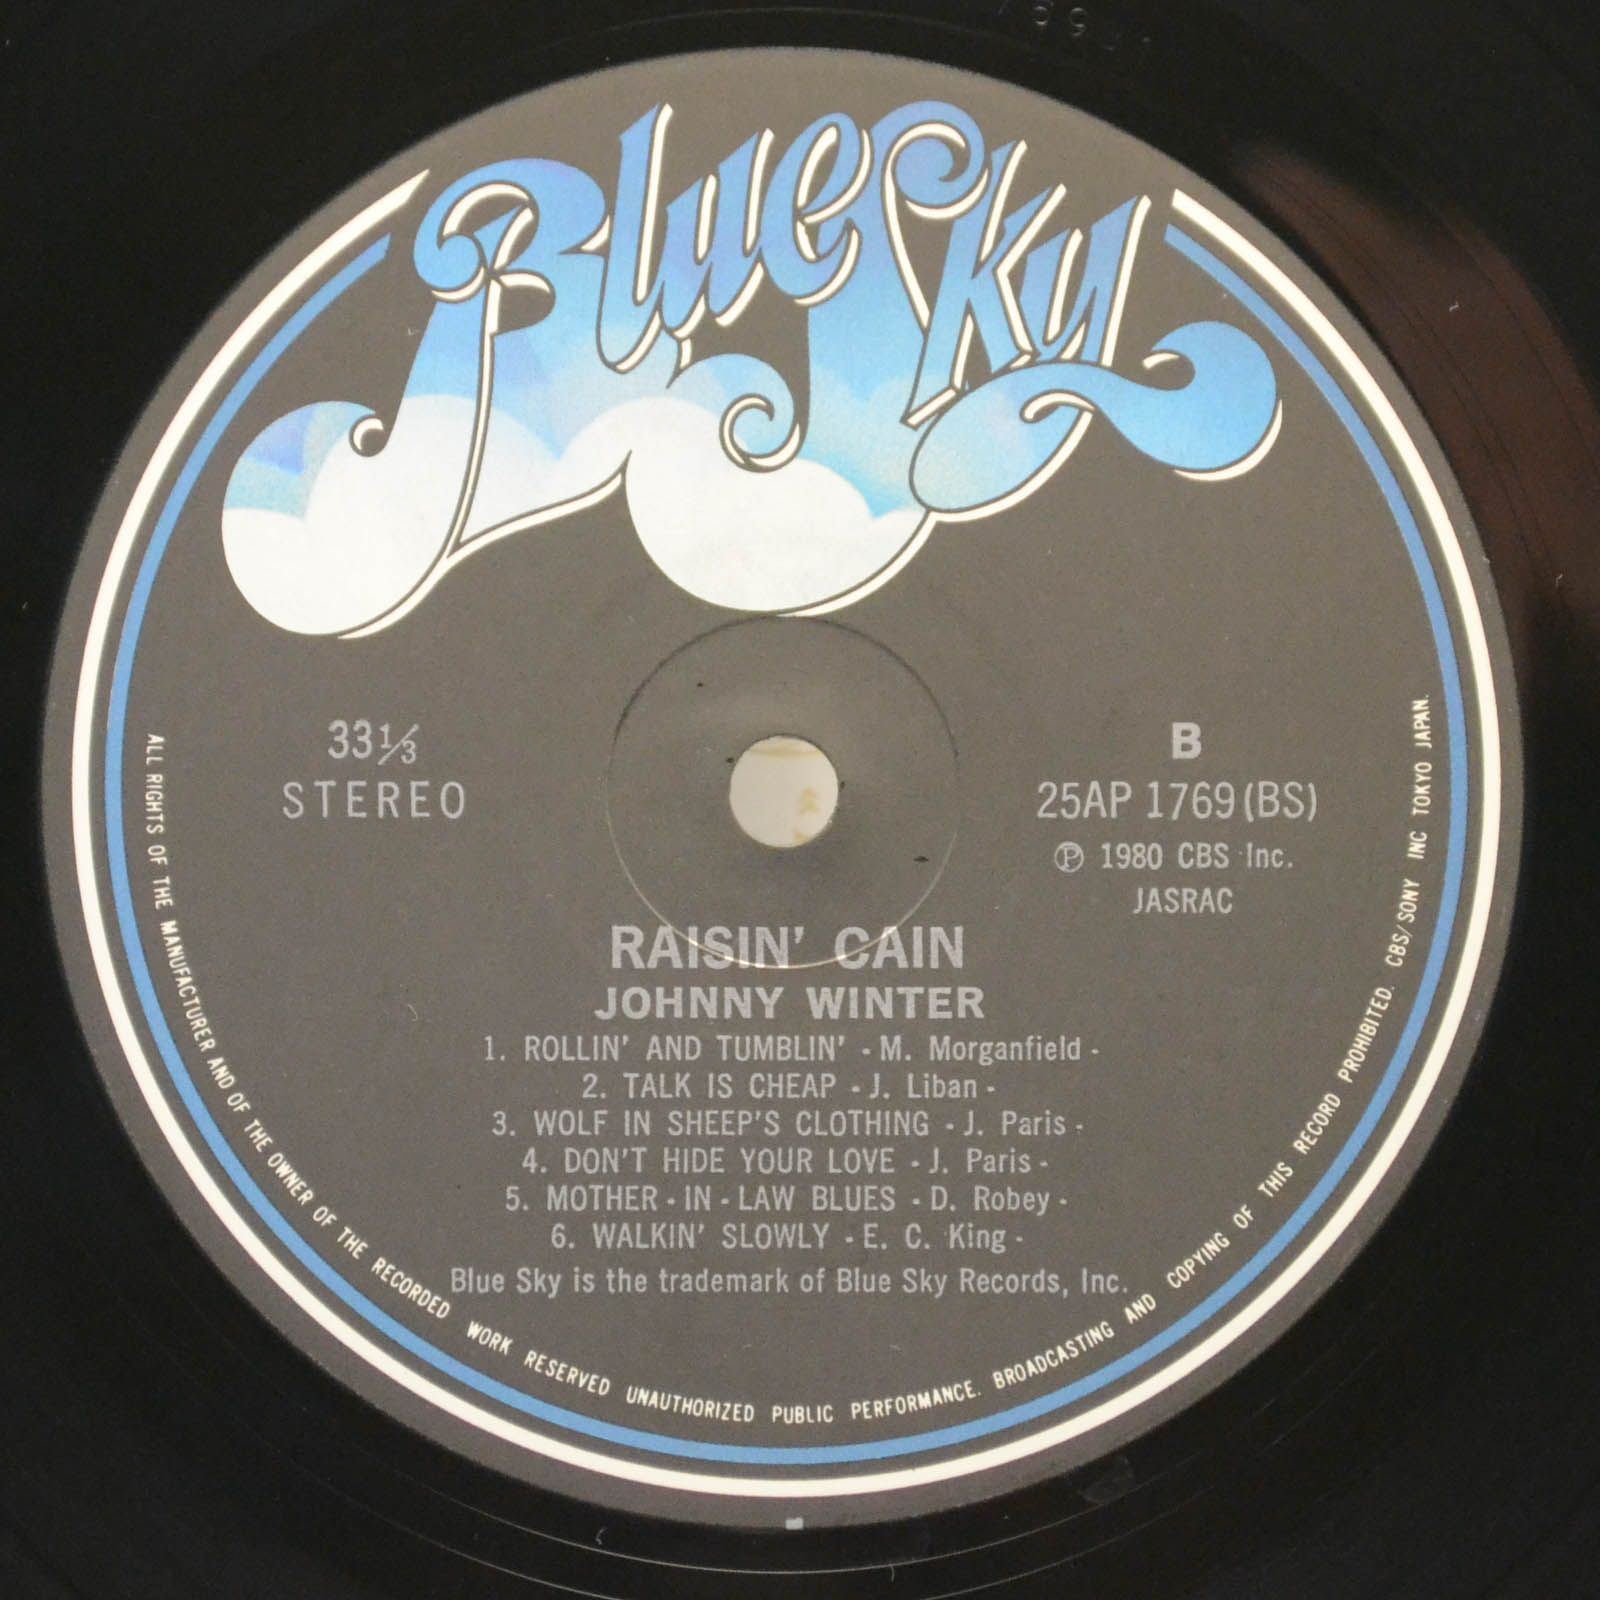 Blue Sky
33 1/3
STEREO
B
25AP 1769 (BS)
Ⓟ 1980 CBS Inc.
JASRAC
RAISIN' CAIN
JOHNNY WINTER
1. ROLLIN' AND TUMBLIN' - M. Morganfield -
2. TALK IS CHEAP - J. Liban -
3. WOLF IN SHEEP'S CLOTHING - J. Paris -
4. DON'T HIDE YOUR LOVE - J. Paris -
5. MOTHER - IN - LAW BLUES - D. Robey -
6. WALKIN' SLOWLY - E. C. King -
Blue Sky is the trademark of Blue Sky Records, Inc.
ALL RIGHTS OF THE MANUFACTURER AND OF THE OWNER OF THE RECORDED WORK RESERVED UNAUTHORIZED PUBLIC PERFORMANCE. BROADCASTING AND COPYING OF THIS RECORD PROHIBITED. CBS/SONY INC TOKYO JAPAN.